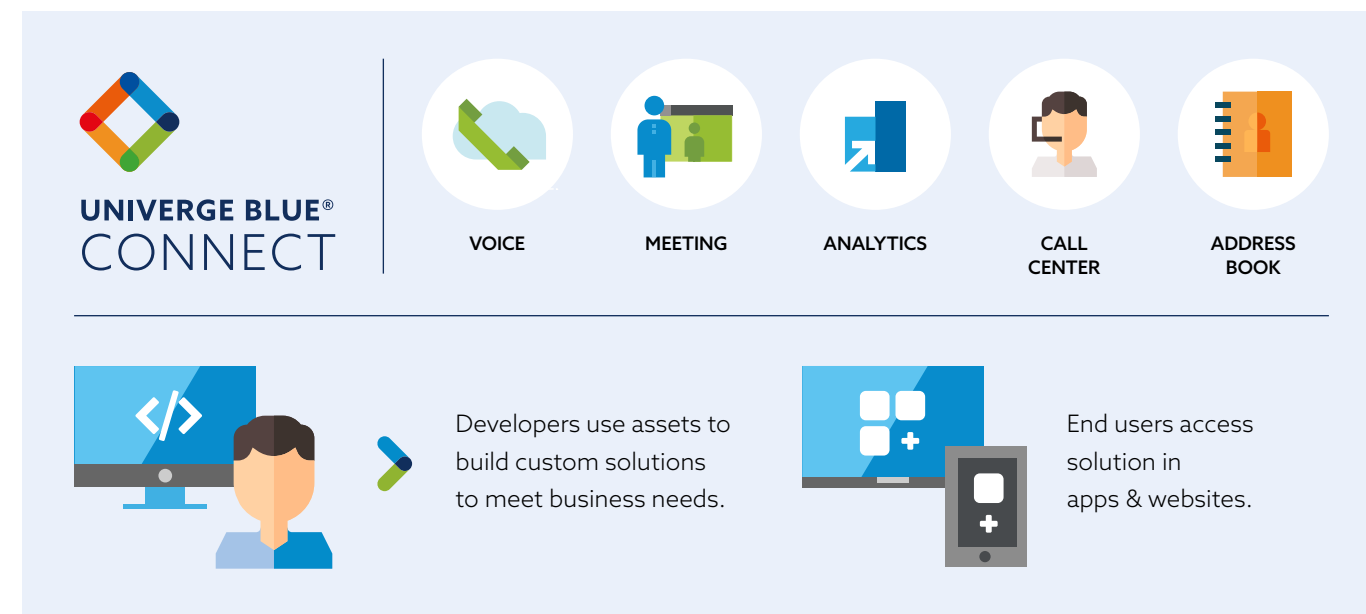 UNIVERGE BLUE®
CONNECT
VOICE
MEETING
ANALYTICS
CALL
CENTER
ADDRESS
BOOK
</>
Developers use assets to
build custom solutions
to meet business needs.
End users access
solution in
apps & websites.